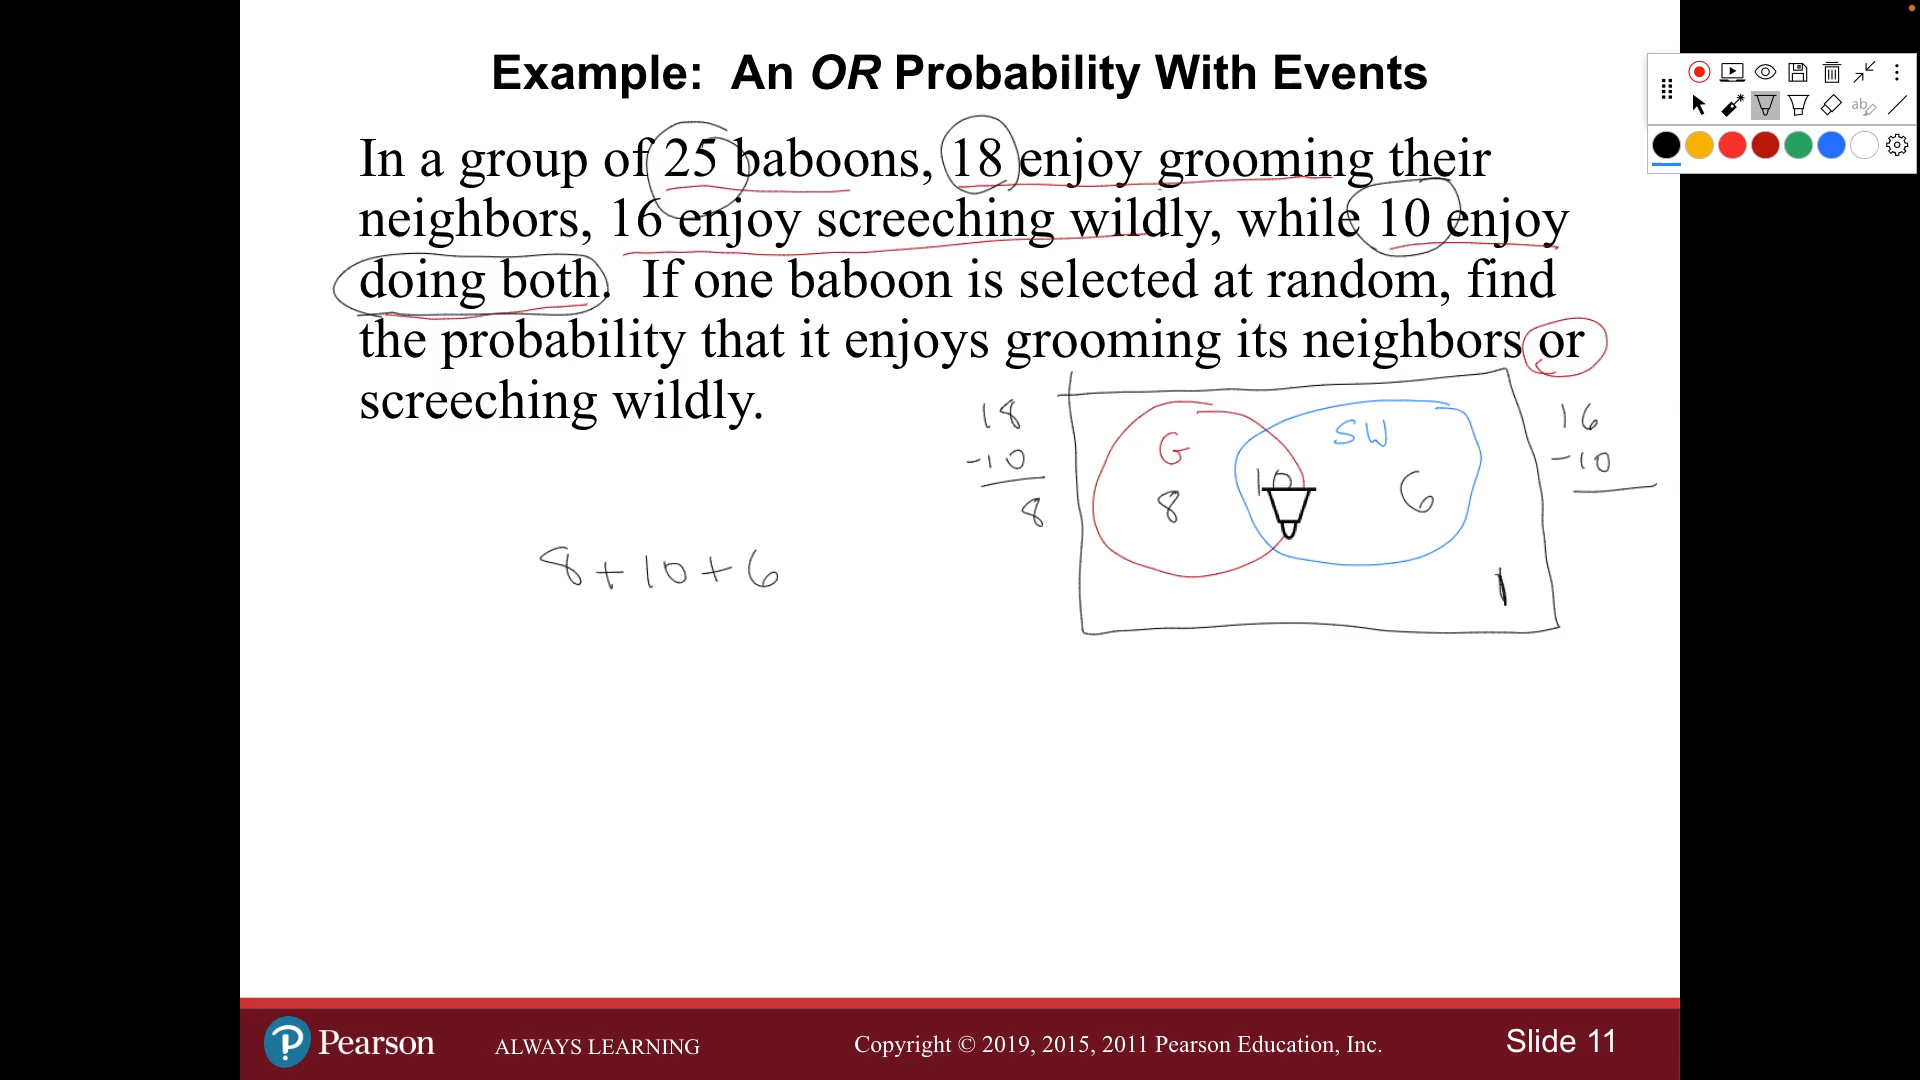 Example: An OR Probability With Events
In a group of 25 baboons, 18 enjoy grooming their
neighbors, 16 enjoy screeching wildly, while 10 enjoy
doing both. If one baboon is selected at random, find
the probability that it enjoys grooming its neighbors or
screeching wildly.
18
-10
8
G
8
10
SW
6
1
16
-10
8+10+6
Pearson
ALWAYS LEARNING
Copyright © 2019, 2015, 2011 Pearson Education, Inc.
Slide 11
ab